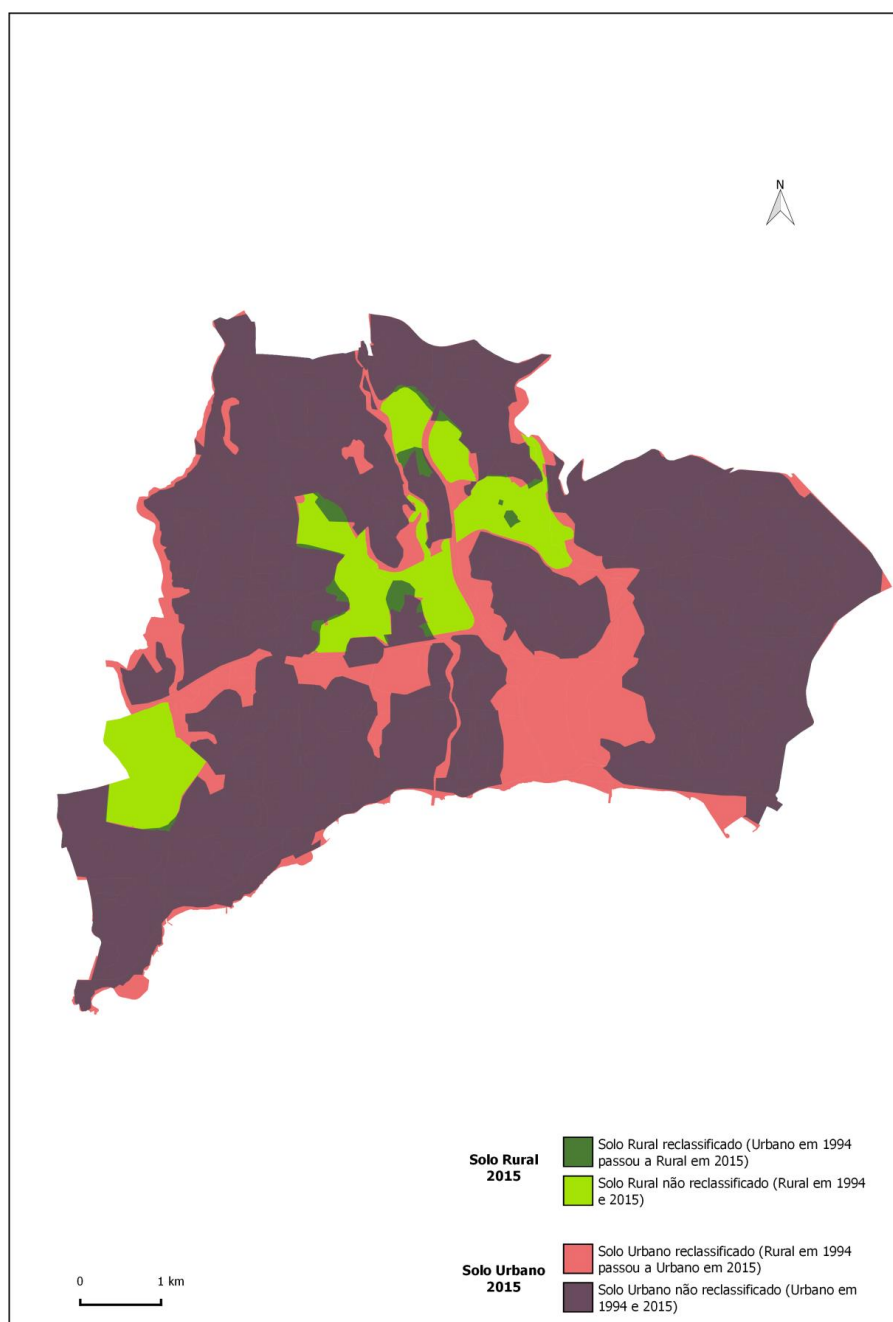 N
Solo Rural
2015
Solo Rural reclassificado (Urbano em 1994
passou a Rural em 2015)
Solo Rural não reclassificado (Rural em 1994
e 2015)
Solo Urbano
2015
Solo Urbano reclassificado (Rural em 1994
passou a Urbano em 2015)
Solo Urbano não reclassificado (Urbano em
1994 e 2015)
0 1 km